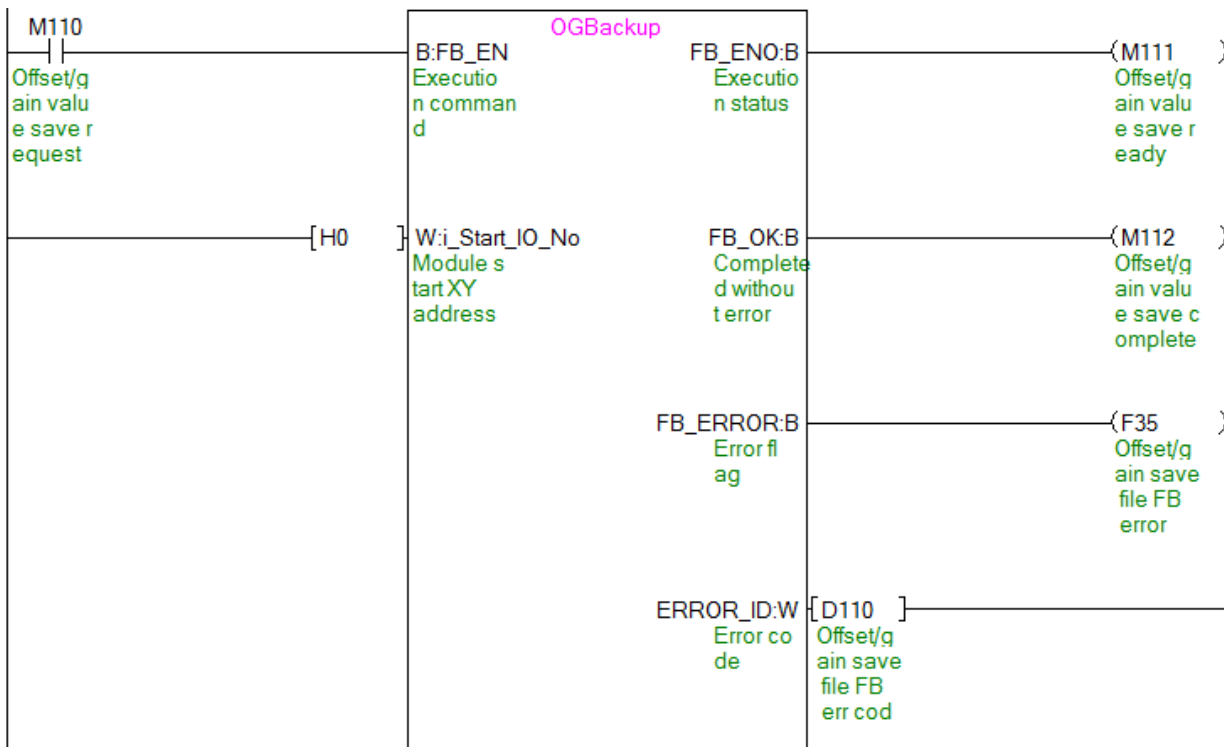 OGBackup
M110
B:FB_EN
FB_ENO:B
(M111 )
Offset/g
ain valu
e save r
equest
Executio
n comman
d
Executio
n status
Offset/g
ain valu
e save r
eady
[H0 ]
W:i_Start_IO_No
FB_OK:B
(M112 )
Module s
tart XY
address
Complete
d withou
t error
Offset/g
ain valu
e save c
omplete
FB_ERROR:B
(F35 )
Error fl
ag
Offset/g
ain save
file FB
error
ERROR_ID:W
[D110 ]
Error co
de
Offset/g
ain save
file FB
err cod